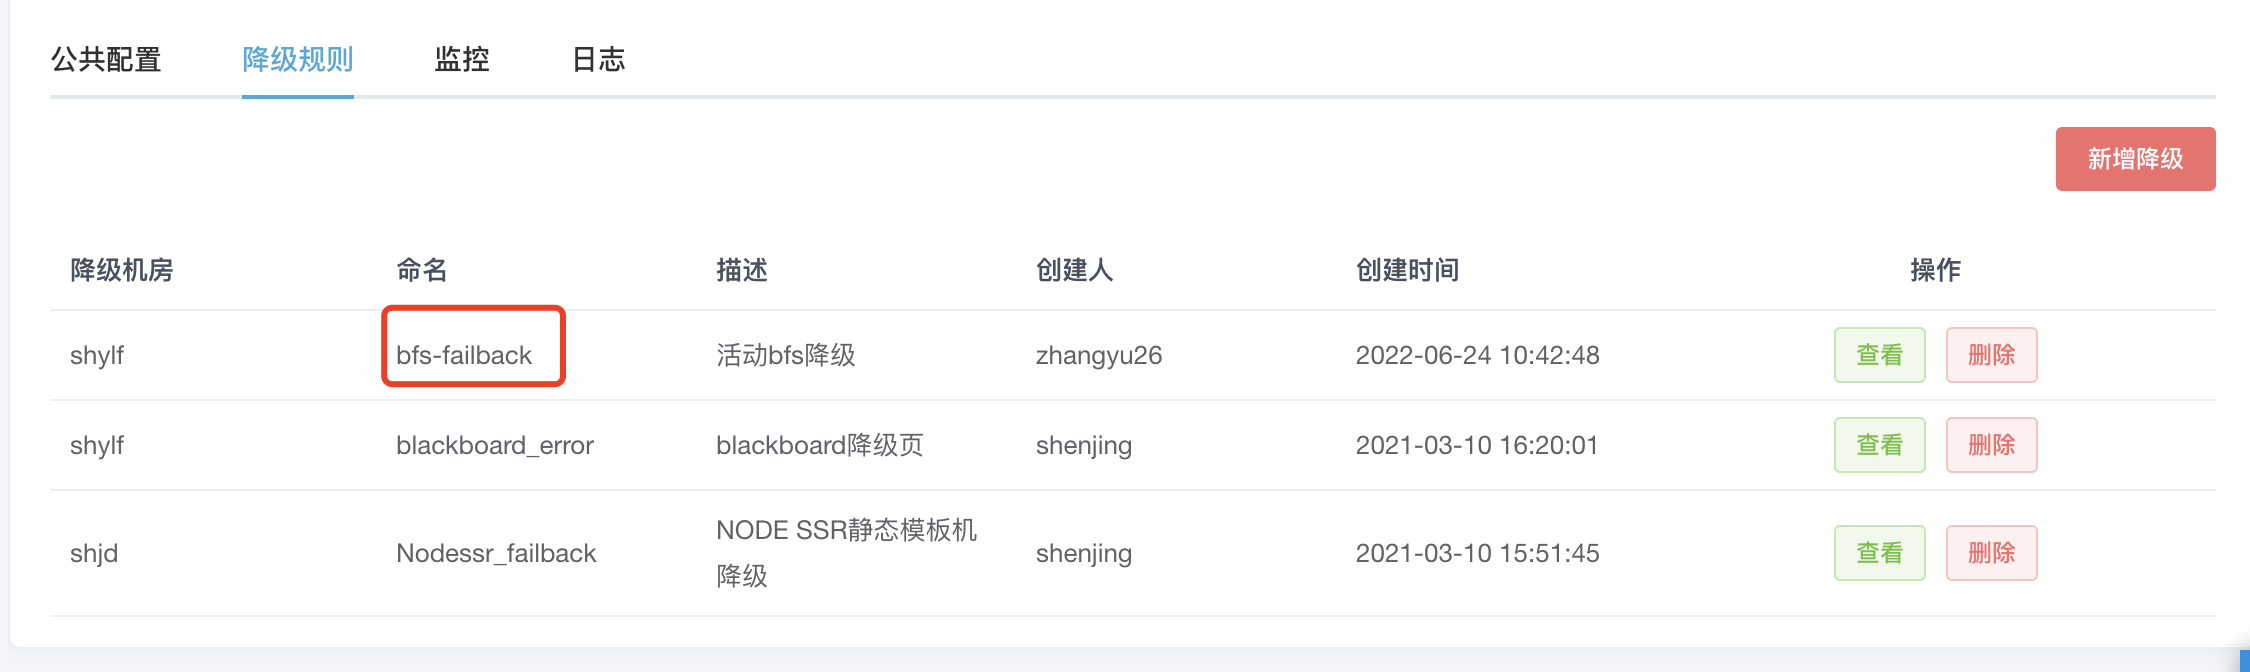 公共配置 降级规则 监控 日志
新增降级
降级机房 命名 描述 创建人 创建时间 操作
shylf bfs-failback 活动bfs降级 zhangyu26 2022-06-24 10:42:48 查看 删除
shylf blackboard_error blackboard降级页 shenjing 2021-03-10 16:20:01 查看 删除
shjd Nodessr_failback NODE SSR静态模板机 shenjing 2021-03-10 15:51:45 查看 删除
降级